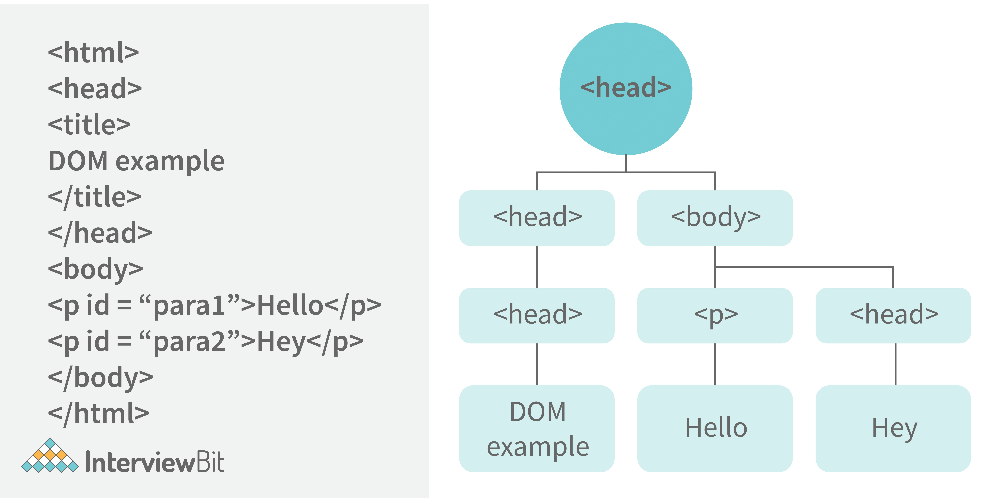 <html>
<head>
<title>
DOM example
</title>
</head>
<body>
<p id = “para1”>Hello</p>
<p id = “para2”>Hey</p>
</body>
</html>
InterviewBit
<head>
<head>
<body>
<head>
<p>
<head>
DOM
example
Hello
Hey